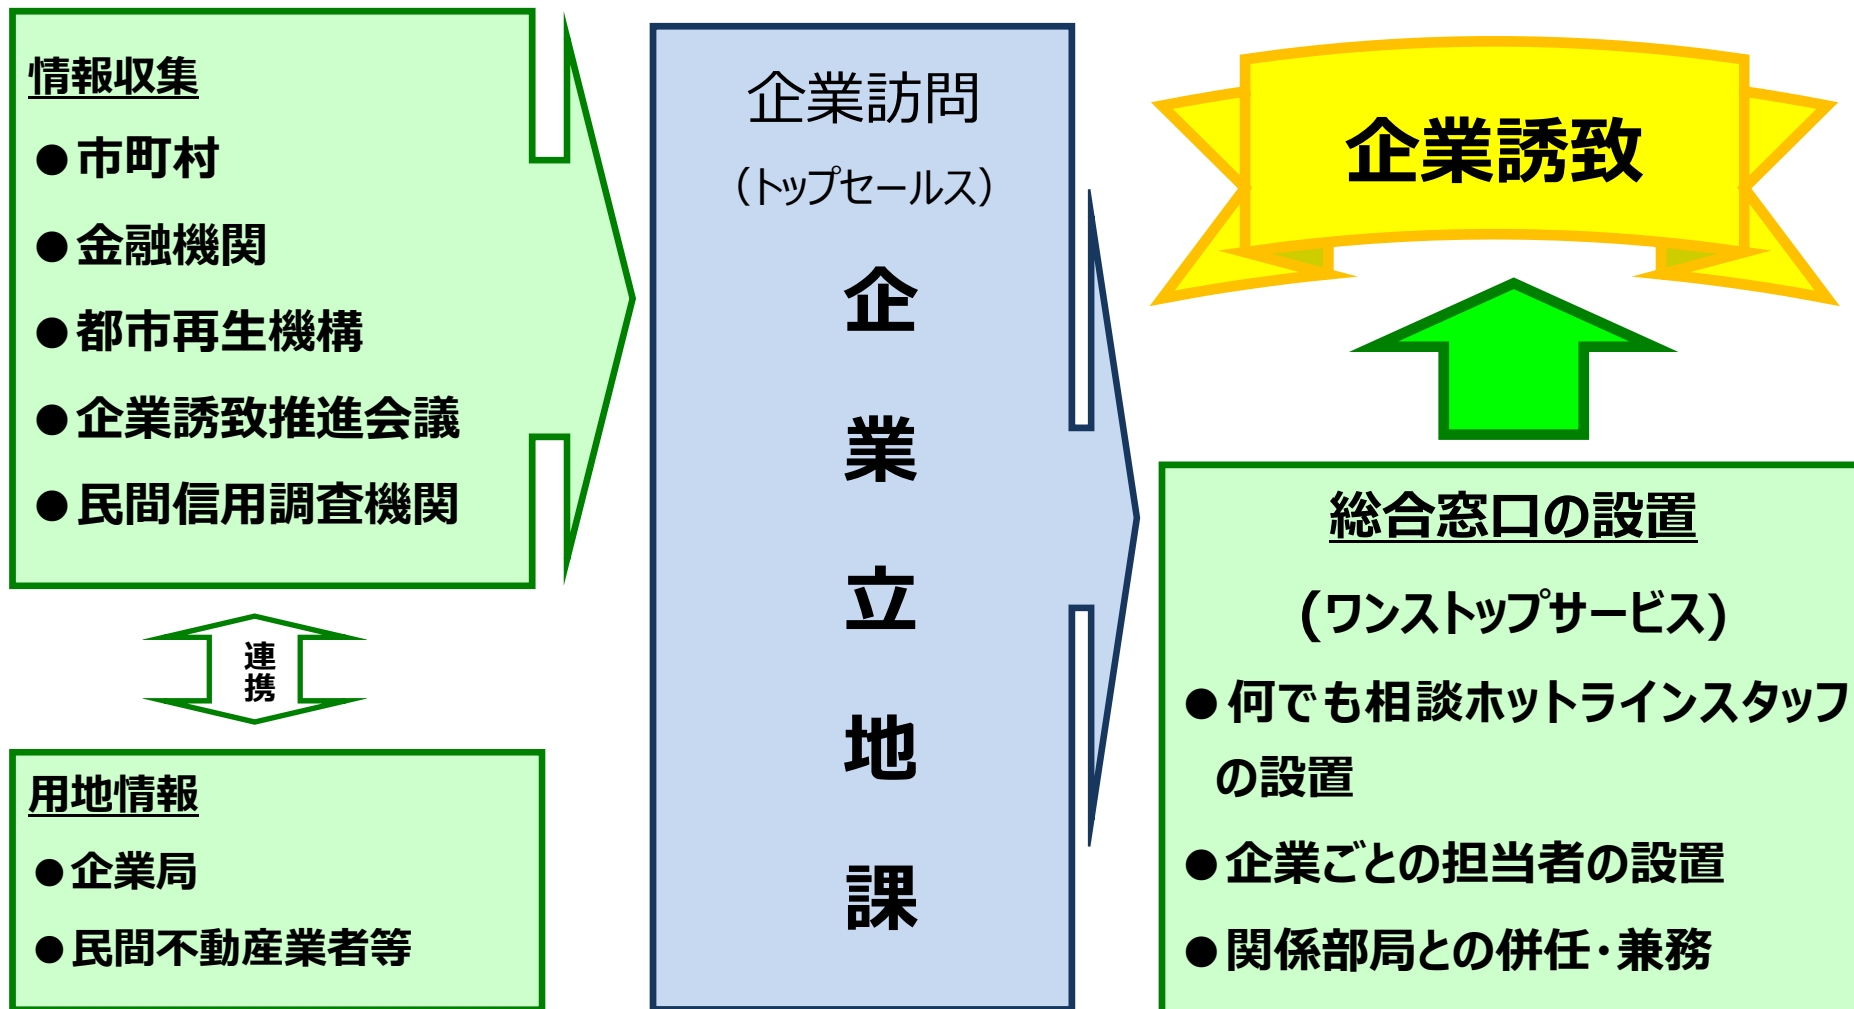 情報収集
●市町村
●金融機関
●都市再生機構
●企業誘致推進会議
●民間信用調査機関
連携
用地情報
●企業局
●民間不動産業者等
企業訪問
（トップセールス）
企業立地課
企業誘致
総合窓口の設置
(ワンストップサービス)
●何でも相談ホットラインスタッフ
の設置
●企業ごとの担当者の設置
●関係部局との併任・兼務